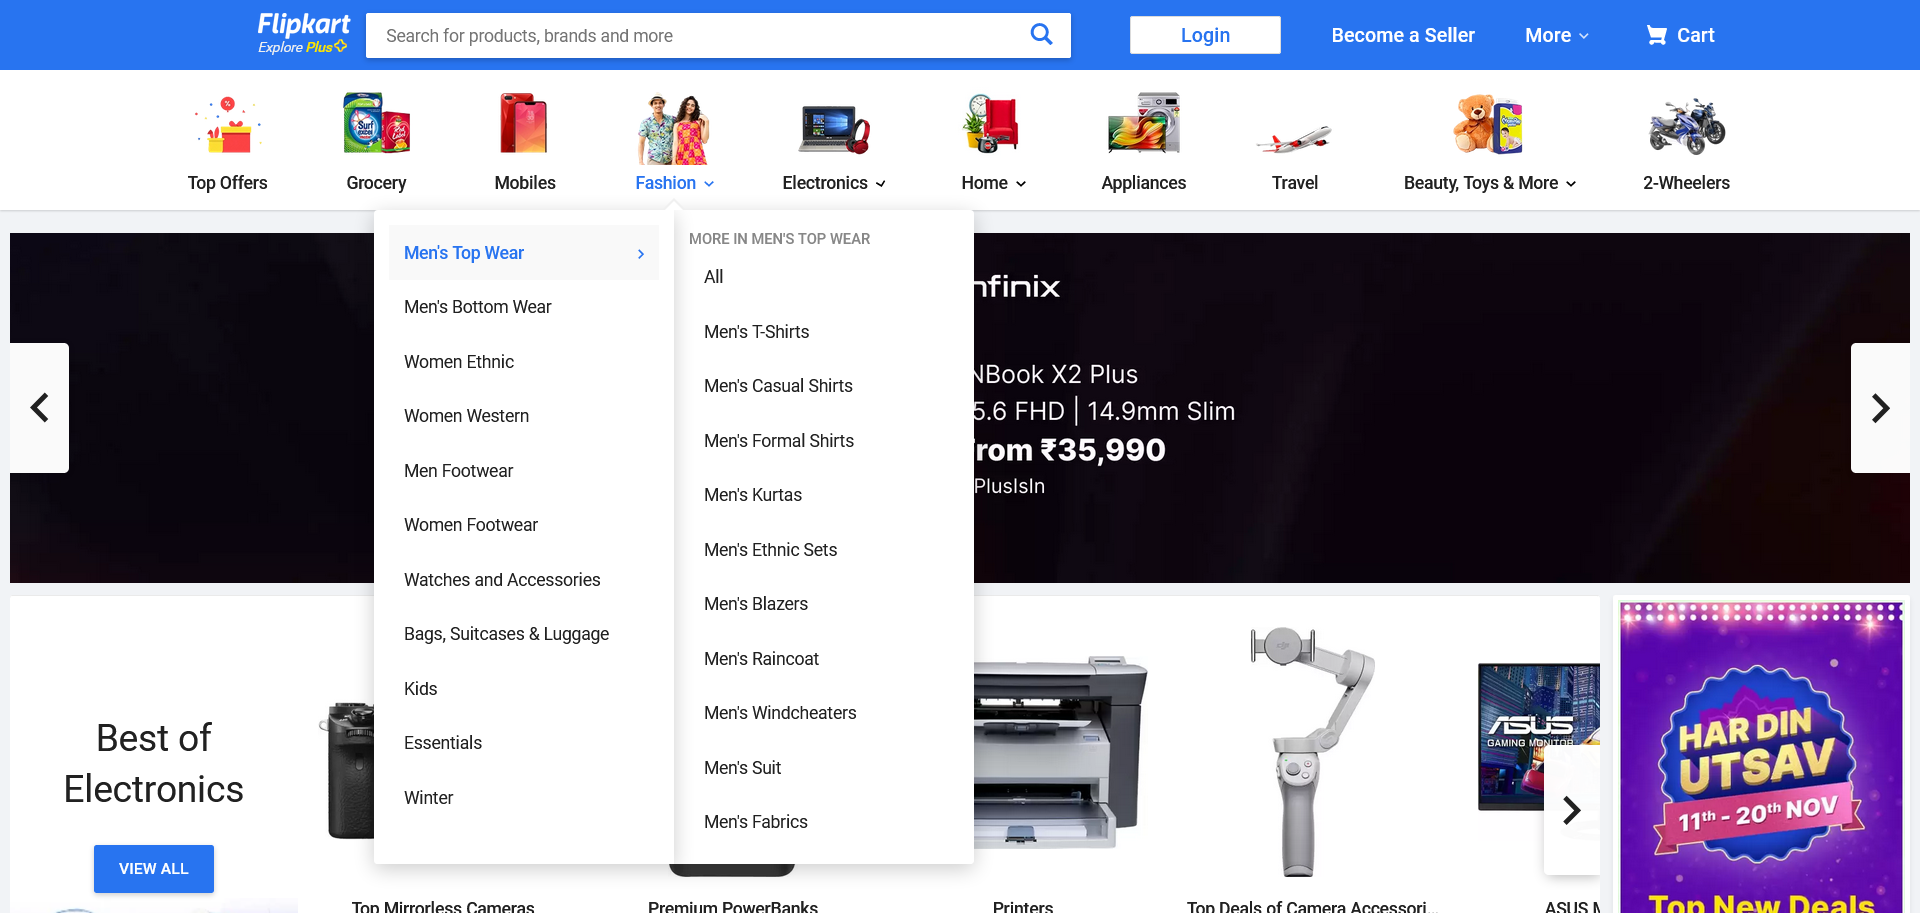 Flipkart
Explore Plus
Search for products, brands and more
Login
Become a Seller
More
Cart
Top Offers
Grocery
Mobiles
Fashion
Electronics
Home
Appliances
Travel
Beauty, Toys & More
2-Wheelers
Men's Top Wear
Men's Bottom Wear
Women Ethnic
Women Western
Men Footwear
Women Footwear
Watches and Accessories
Bags, Suitcases & Luggage
Kids
Essentials
Winter
MORE IN MEN'S TOP WEAR
All
Men's T-Shirts
Men's Casual Shirts
Men's Formal Shirts
Men's Kurtas
Men's Ethnic Sets
Men's Blazers
Men's Raincoat
Men's Windcheaters
Men's Suit
Men's Fabrics
nfinix
NBook X2 Plus
5.6 FHD | 14.9mm Slim
From ₹35,990
PlusIsIn
Best of
Electronics
VIEW ALL
Top Mirrorless Cameras
Premium PowerBanks
Printers
Top Deals of Camera Accessori...
ASUS
GAMING MONITOR
ASUS M
HAR DIN
UTSAV
11th - 20th NOV
Top New Deals